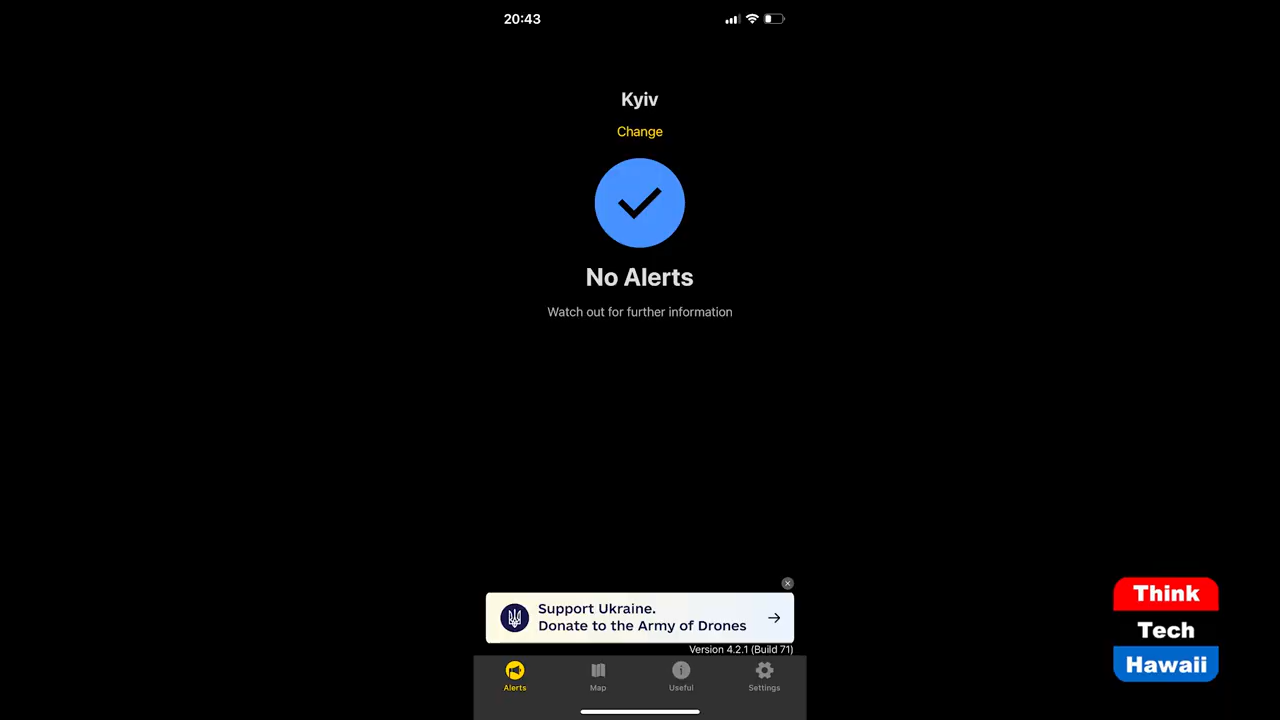 20:43
Kyiv
Change
No Alerts
Watch out for further information
Support Ukraine.
Donate to the Army of Drones
Version 4.2.1 (Build 71)
Alerts
Map
Useful
Settings
Think
Tech
Hawaii